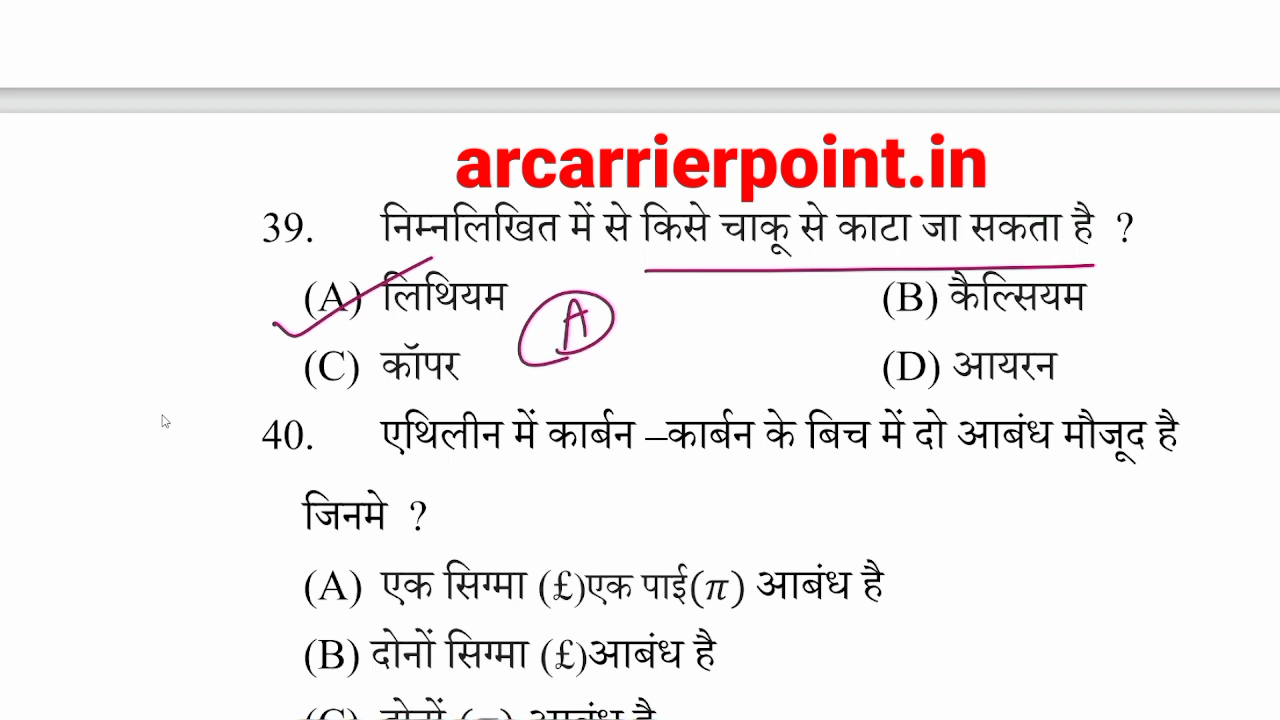 arcarrierpoint.in
39. निम्नलिखित में से किसे चाकू से काटा जा सकता है ?
(A) लिथियम (B) कैल्सियम
A
(C) कॉपर (D) आयरन
40. एथिलीन में कार्बन –कार्बन के बिच में दो आबंध मौजूद है
जिनमे ?
(A) एक सिग्मा (£)एक पाई(π) आबंध है
(B) दोनों सिग्मा (£)आबंध है
(C) दोनों (π) आबंध है